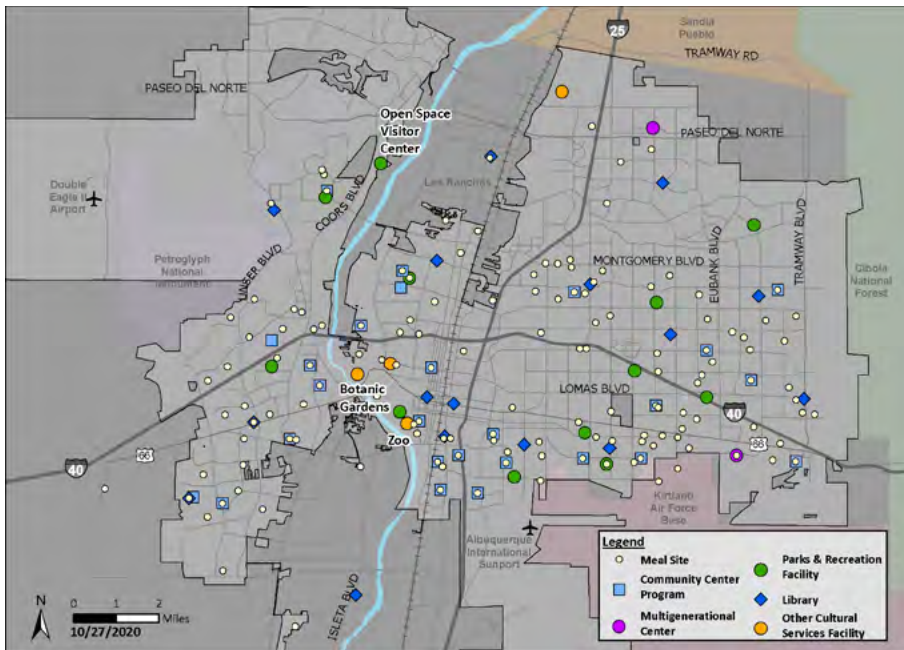 Sandia
Pueblo
25
TRAMWAY RD
PASEO DEL NORTE
Open Space
Visitor
Center
PASEO DEL NORTE
Double
Eagle II
Airport
Los Ranchos
COORS BLVD
UNSER BLVD
Petroglyph
National
Monument
MONTGOMERY BLVD
EUBANK BLVD
TRAMWAY BLVD
Cibola
National
Forest
Botanic
Gardens
LOMAS BLVD
40
Zoo
66
66
40
Kirtland
Air Force
Base
Albuquerque
International
Sunport
ISLETA BLVD
N
0 1 2
Miles
10/27/2020
Legend
Meal Site
Community Center
Program
Multigenerational
Center
Parks & Recreation
Facility
Library
Other Cultural
Services Facility